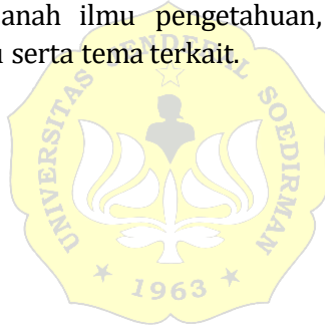 anah ilmu pengetahuan,
serta tema terkait.
UNIVERSITAS JENDERAL SOEDIRMAN
1963